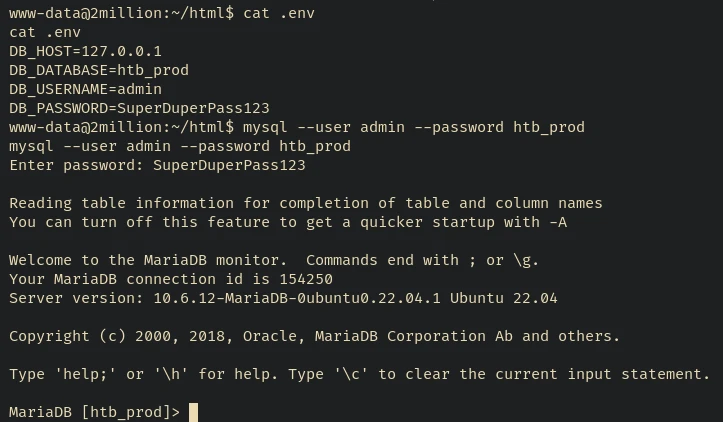 www-data@2million:~/html$ cat .env
cat .env
DB_HOST=127.0.0.1
DB_DATABASE=htb_prod
DB_USERNAME=admin
DB_PASSWORD=SuperDuperPass123
www-data@2million:~/html$ mysql --user admin --password htb_prod
mysql --user admin --password htb_prod
Enter password: SuperDuperPass123

Reading table information for completion of table and column names
You can turn off this feature to get a quicker startup with -A

Welcome to the MariaDB monitor.  Commands end with ; or \g.
Your MariaDB connection id is 154250
Server version: 10.6.12-MariaDB-0ubuntu0.22.04.1 Ubuntu 22.04

Copyright (c) 2000, 2018, Oracle, MariaDB Corporation Ab and others.

Type 'help;' or '\h' for help. Type '\c' to clear the current input statement.

MariaDB [htb_prod]>